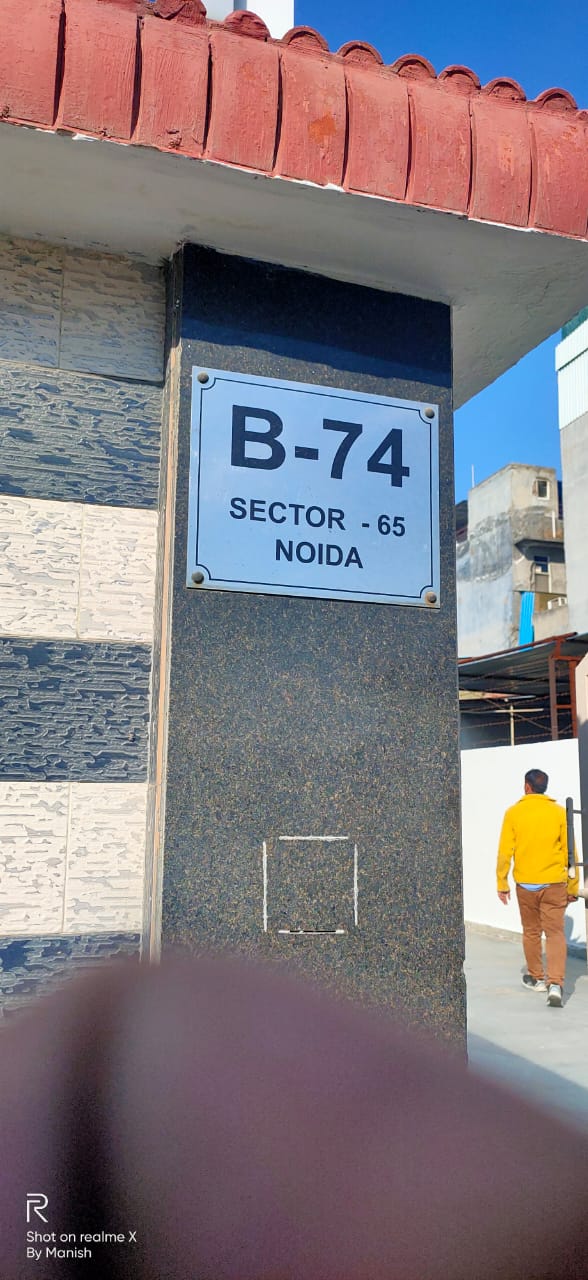 B-74
SECTOR - 65
NOIDA
R
Shot on realme X
By Manish